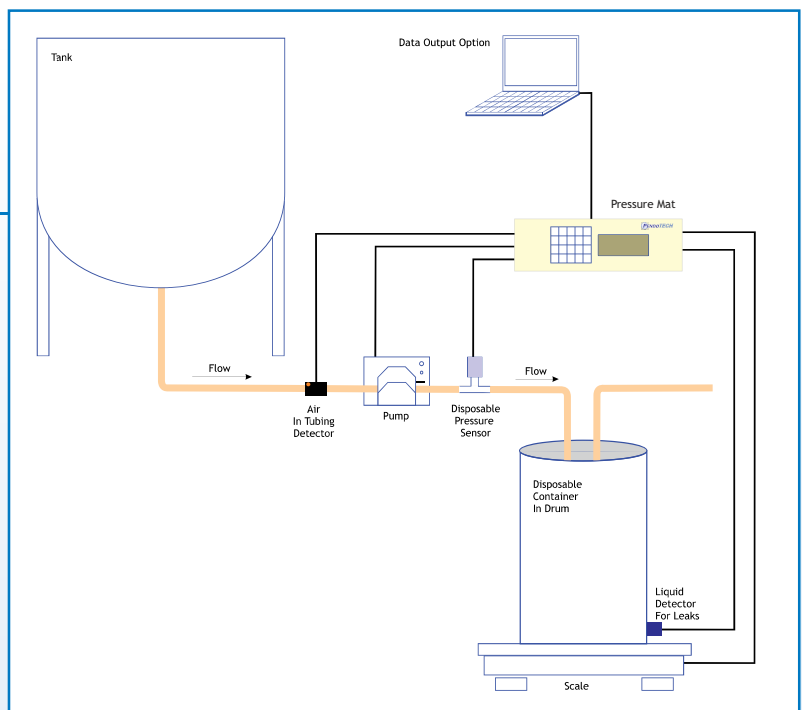 Tank
Data Output Option
Pressure Mat
PendoTECH
Flow
Air
In Tubing
Detector
Pump
Disposable
Pressure
Sensor
Flow
Disposable
Container
In Drum
Liquid
Detector
For Leaks
Scale